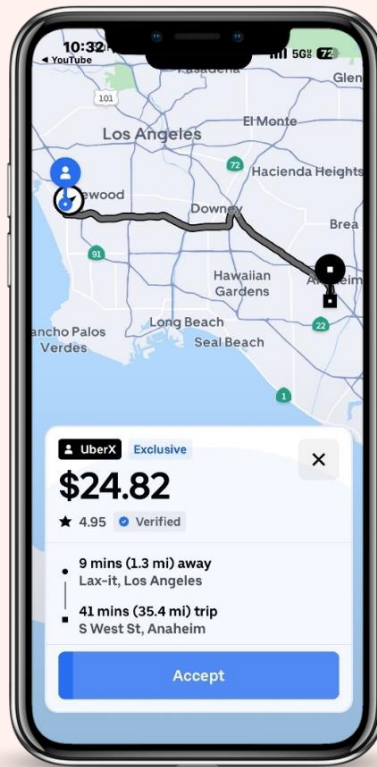 10:32
YouTube
5G
72
Glen
101
El Monte
Los Angeles
72
Hacienda Heights
ewood
Downey
Brea
91
Hawaiian
Gardens
22
Long Beach
ancho Palos
Verdes
Seal Beach
1
UberX Exclusive
$24.82
4.95 Verified
9 mins (1.3 mi) away
Lax-it, Los Angeles
41 mins (35.4 mi) trip
S West St, Anaheim
Accept